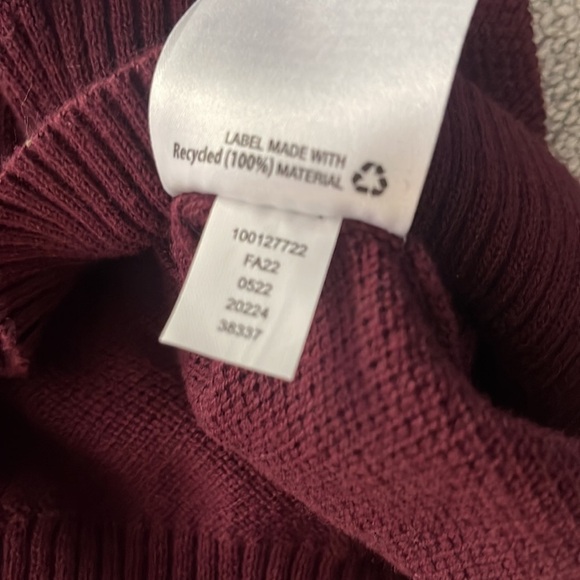 LABEL MADE WITH
Recycled (100%) MATERIAL
100127722
FA22
0522
20224
38337